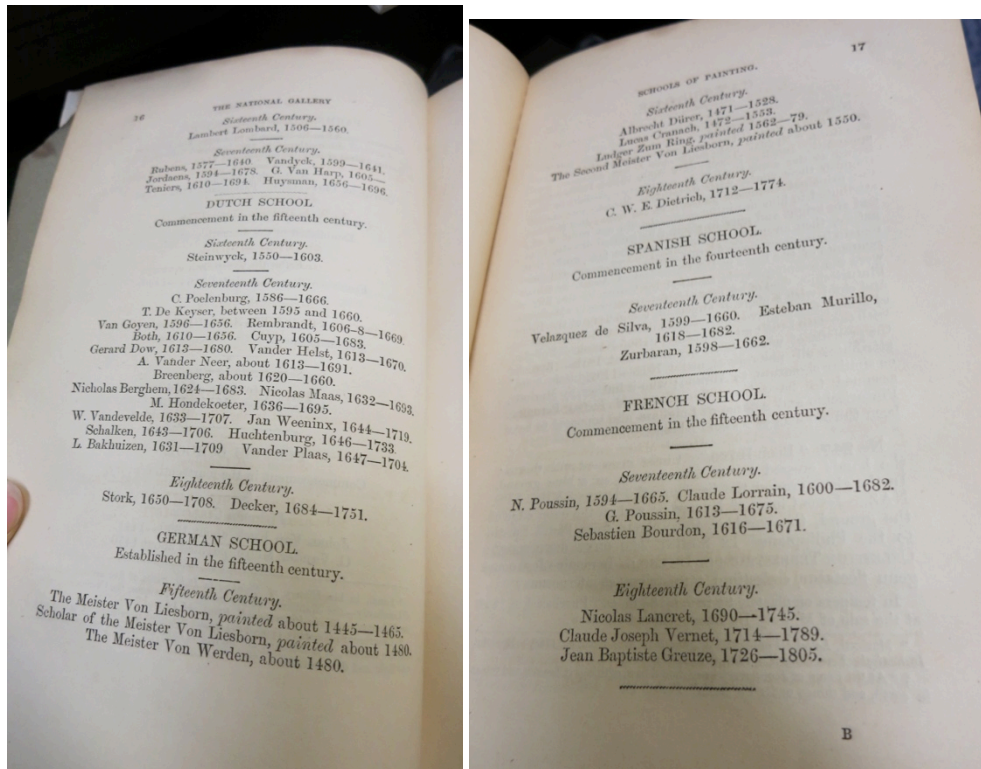 16
THE NATIONAL GALLERY
Sixteenth Century.
Lambert Lombard, 1506—1560.
Seventeenth Century.
Rubens, 1577—1640. Vandyck, 1599—1641.
Jordaens, 1594—1678. G. Van Harp, 1605—
Teniers, 1610—1694. Huysman, 1656—1696.
DUTCH SCHOOL
Commencement in the fifteenth century.
Sixteenth Century.
Steinwyck, 1550—1603.
Seventeenth Century.
C. Poelenburg, 1586—1666.
T. De Keyser, between 1595 and 1660.
Van Goyen, 1596—1656. Rembrandt, 1606-8—1669.
Both, 1610—1656. Cuyp, 1605—1683.
Gerard Dow, 1613—1680. Vander Helst, 1613—1670.
A. Vander Neer, about 1613—1691.
Breenberg, about 1620—1660.
Nicholas Berghem, 1624—1683. Nicolas Maas, 1632—1693.
M. Hondekoeter, 1636—1695.
W. Vandevelde, 1633—1707. Jan Weeninx, 1644—1719.
Schalken, 1643—1706. Huchtenburg, 1646—1733.
L. Bakhuizen, 1631—1709 Vander Plaas, 1647—1704.
Eighteenth Century.
Stork, 1650—1708. Decker, 1684—1751.
GERMAN SCHOOL.
Established in the fifteenth century.
Fifteenth Century.
The Meister Von Liesborn, painted about 1445—1465.
Scholar of the Meister Von Liesborn, painted about 1480.
The Meister Von Werden, about 1480.
17
SCHOOLS OF PAINTING.
Sixteenth Century.
Albrecht Dürer, 1471—1528.
Lucas Cranach, 1472—1553.
Ludger Zum Ring, painted 1562—79.
The Second Meister Von Liesborn, painted about 1550.
Eighteenth Century.
C. W. E. Dietrich, 1712—1774.
SPANISH SCHOOL.
Commencement in the fourteenth century.
Seventeenth Century.
Velazquez de Silva, 1599—1660. Esteban Murillo,
1618—1682.
Zurbaran, 1598—1662.
FRENCH SCHOOL.
Commencement in the fifteenth century.
Seventeenth Century.
N. Poussin, 1594—1665. Claude Lorrain, 1600—1682.
G. Poussin, 1613—1675.
Sebastien Bourdon, 1616—1671.
Eighteenth Century.
Nicolas Lancret, 1690—1745.
Claude Joseph Vernet, 1714—1789.
Jean Baptiste Greuze, 1726—1805.
B